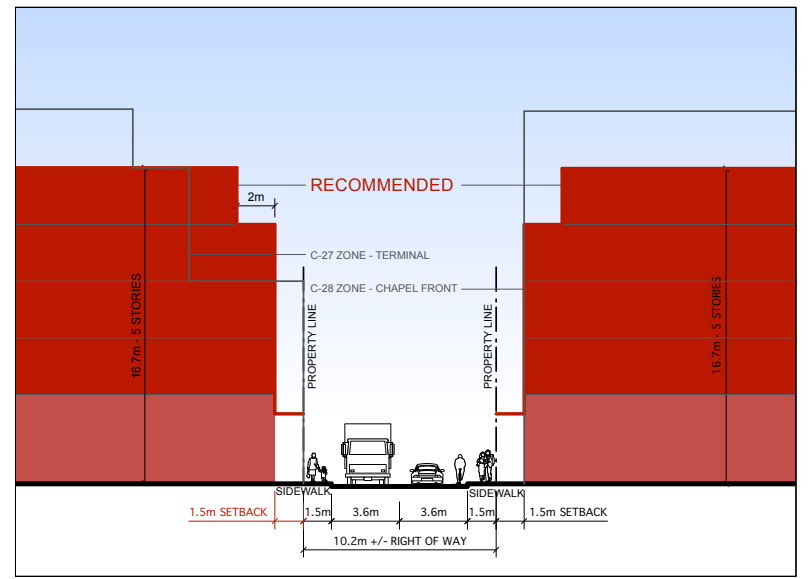 RECOMMENDED
2m
C-27 ZONE - TERMINAL
C-28 ZONE - CHAPEL FRONT
16.7m - 5 STORIES
PROPERTY LINE
PROPERTY LINE
16.7m - 5 STORIES
SIDEWALK
SIDEWALK
1.5m SETBACK
1.5m
3.6m
3.6m
1.5m
1.5m SETBACK
10.2m +/- RIGHT OF WAY